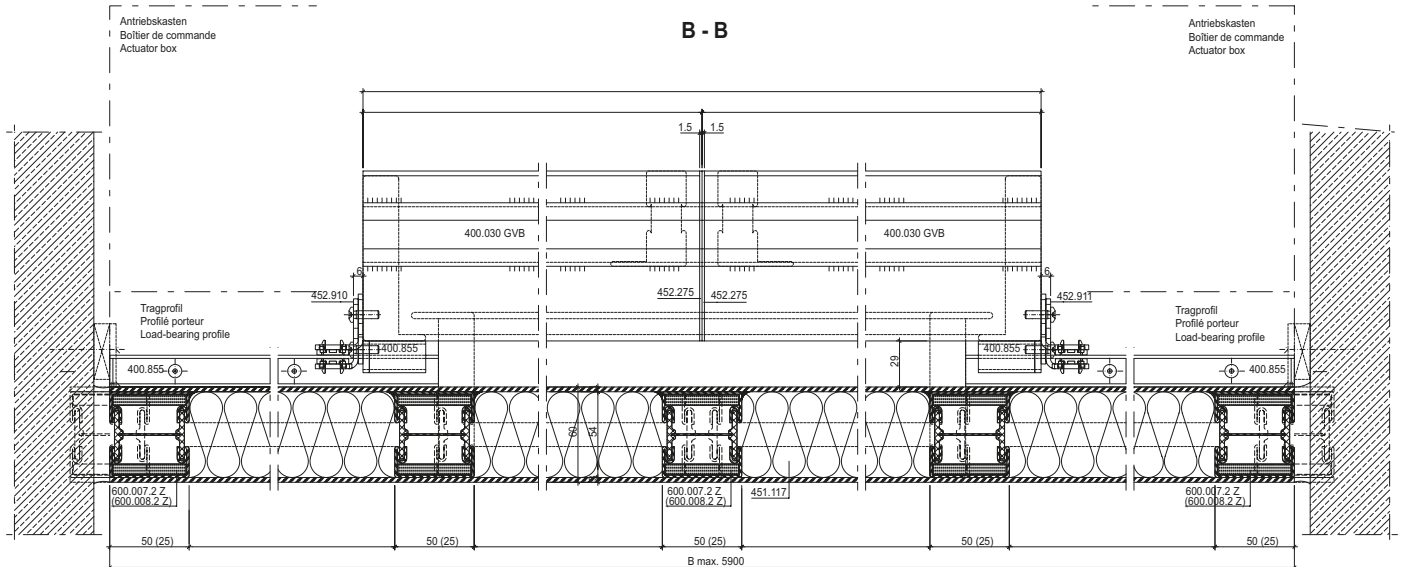 Antriebskasten
Boîtier de commande
Actuator box
B - B
Antriebskasten
Boîtier de commande
Actuator box
1.5 1.5
400.030 GVB
400.030 GVB
6
6
452.910
452.275
452.275
452.911
Tragprofil
Profilé porteur
Load-bearing profile
Tragprofil
Profilé porteur
Load-bearing profile
400.855
400.855
29
400.855
400.855
60
54
600.007.2 Z
(600.008.2 Z)
600.007.2 Z
(600.008.2 Z)
451.117
600.007.2 Z
(600.008.2 Z)
50 (25)
50 (25)
50 (25)
50 (25)
50 (25)
B max. 5900